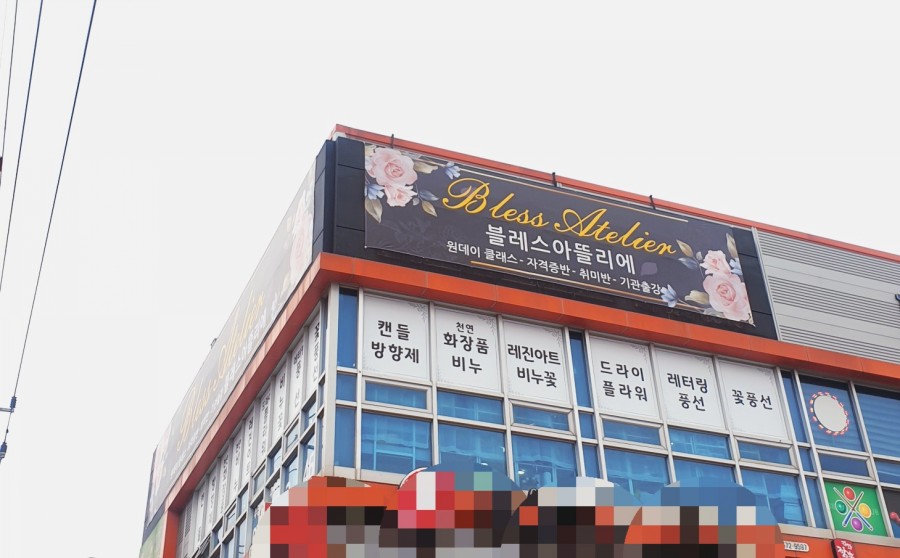 Bless Atelier
블레스아뜰리에
원데이 클래스 - 자격증반 - 취미반 - 기관출강
캔들
방향제
천연
화장품
비누
레진아트
비누꽃
드라이
플라워
레터링
풍선
꽃풍선